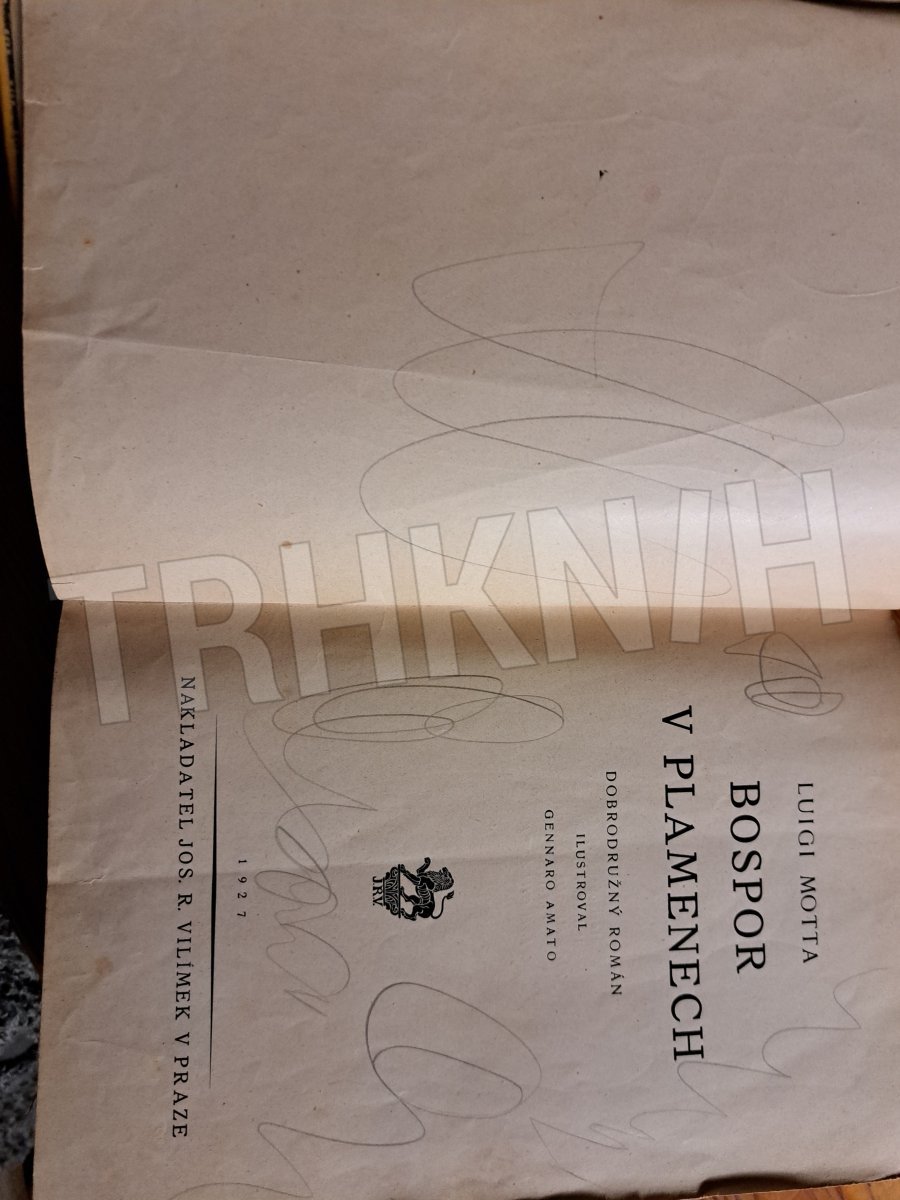 LUIGI MOTTA
BOSPOR
V PLAMENECH
DOBRODRUŽNÝ ROMÁN
ILUSTROVAL
GENNARO AMATO
JRV
1927
NAKLADATEL JOS. R. VILÍMEK V PRAZE
TRHKNIH